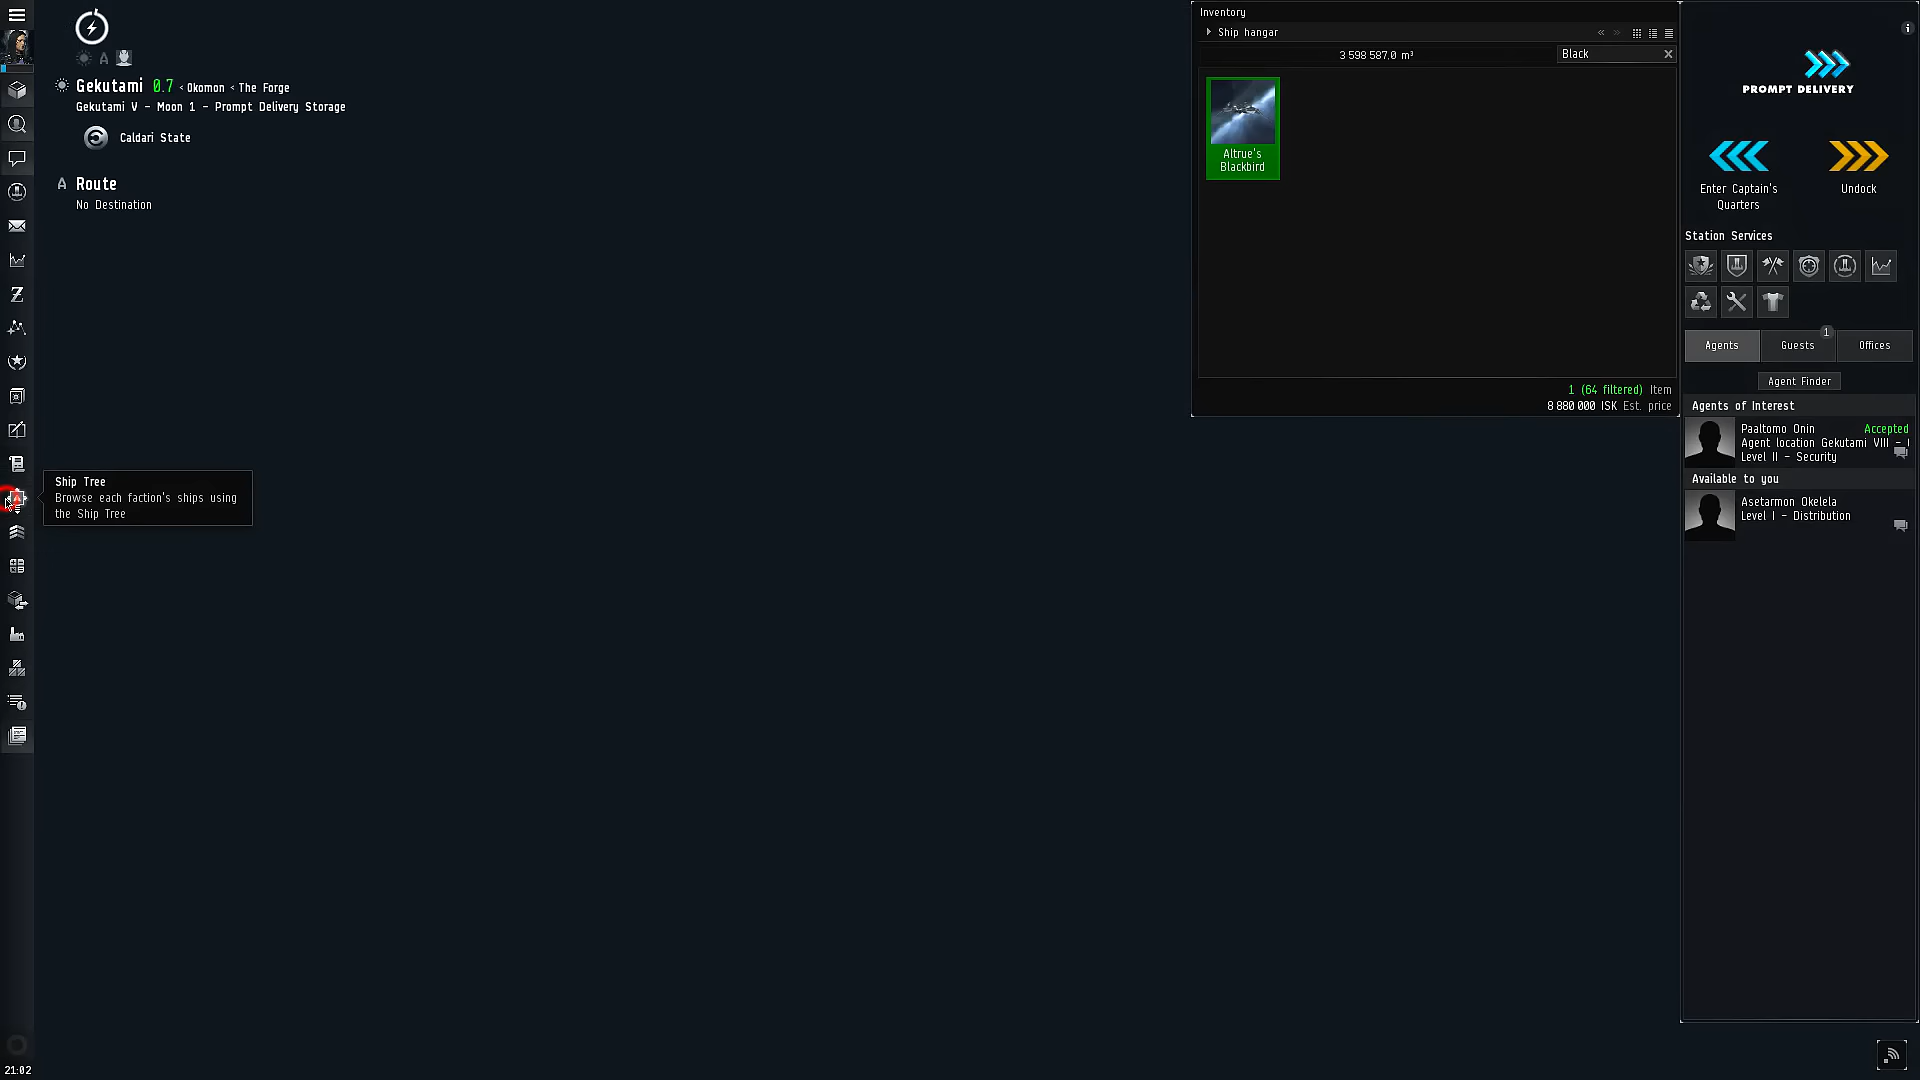 Gekutami 0.7 < Okomon < The Forge
Gekutami V - Moon 1 - Prompt Delivery Storage
Caldari State
A Route
No Destination
Ship Tree
Browse each faction's ships using
the Ship Tree
21:02
Inventory
Ship hangar
3 598 587,0 m³
Black
Altrue's
Blackbird
1 (64 filtered) Item
8 880 000 ISK Est. price
PROMPT DELIVERY
Enter Captain's
Quarters
Undock
Station Services
Agents
Guests
1
Offices
Agent Finder
Agents of Interest
Paaltomo Onin
Accepted
Agent location Gekutami VIII -
Level II - Security
Available to you
Asetarmon Okelela
Level I - Distribution